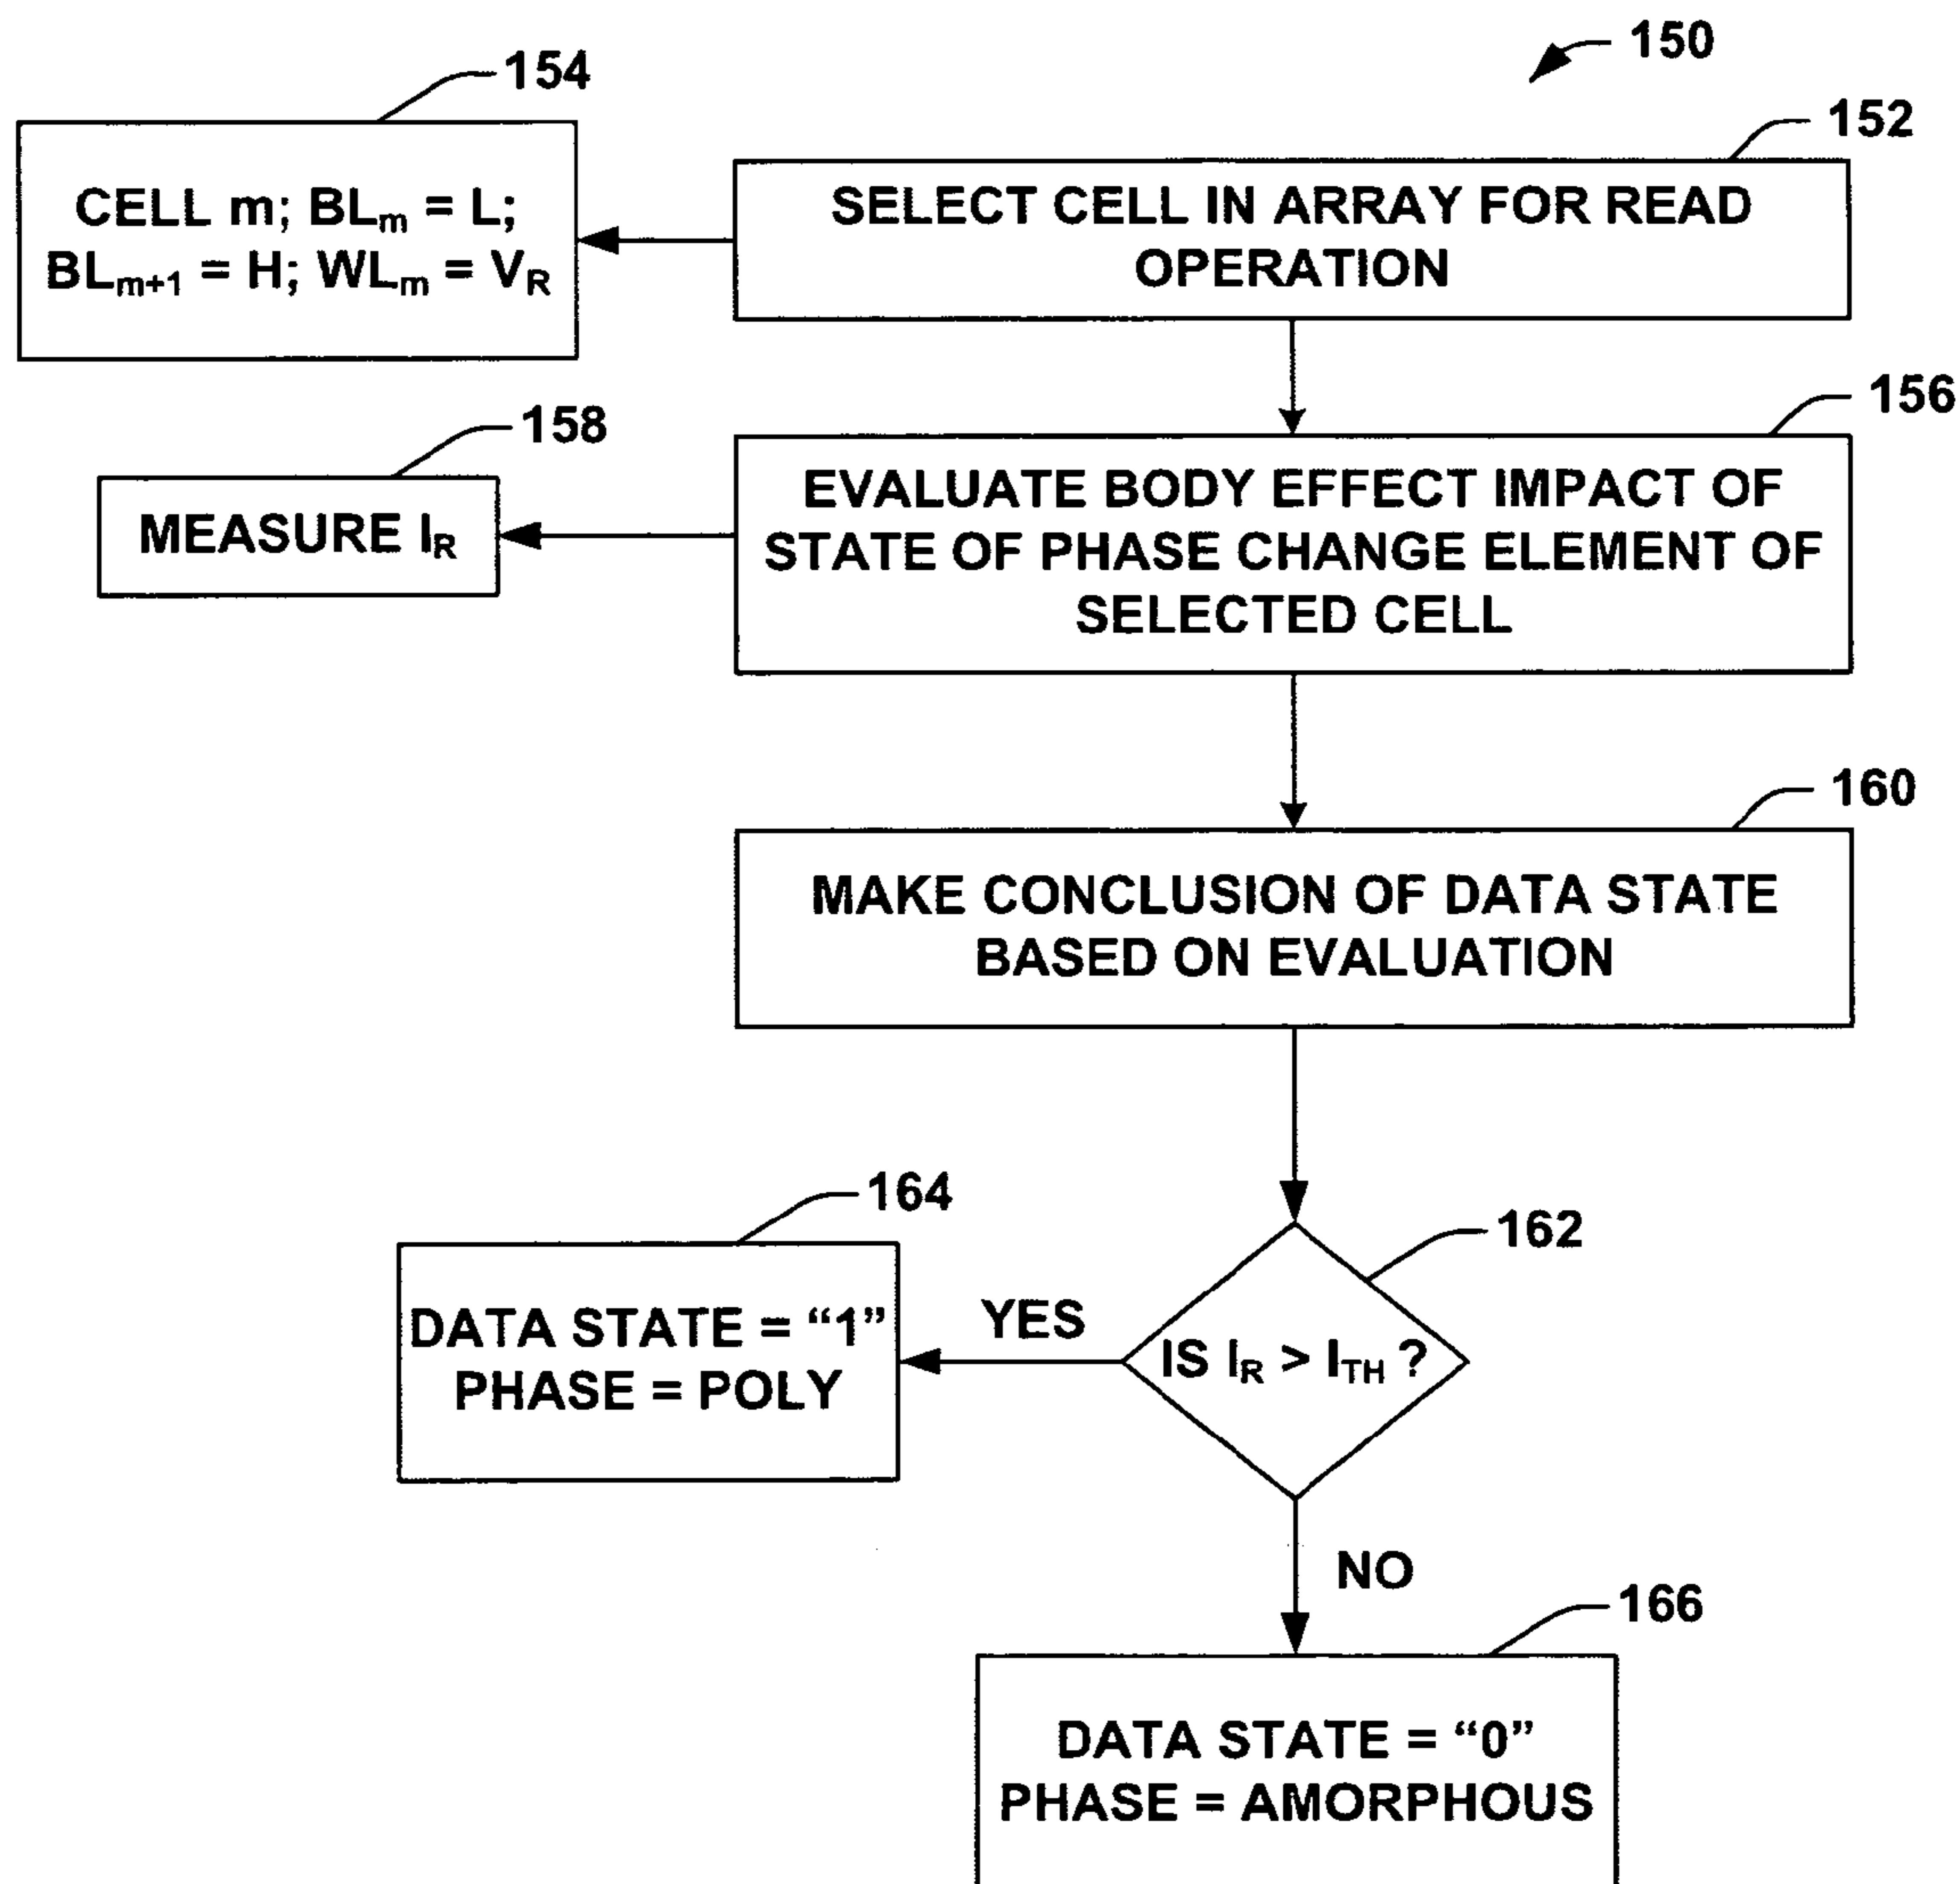 150
154
152
CELL m; BLm = L;
BLm+1 = H; WLm = VR
SELECT CELL IN ARRAY FOR READ
OPERATION
156
158
EVALUATE BODY EFFECT IMPACT OF
STATE OF PHASE CHANGE ELEMENT OF
SELECTED CELL
MEASURE IR
160
MAKE CONCLUSION OF DATA STATE
BASED ON EVALUATION
164
162
DATA STATE = “1”
PHASE = POLY
YES
IS IR > ITH ?
NO
166
DATA STATE = “0”
PHASE = AMORPHOUS